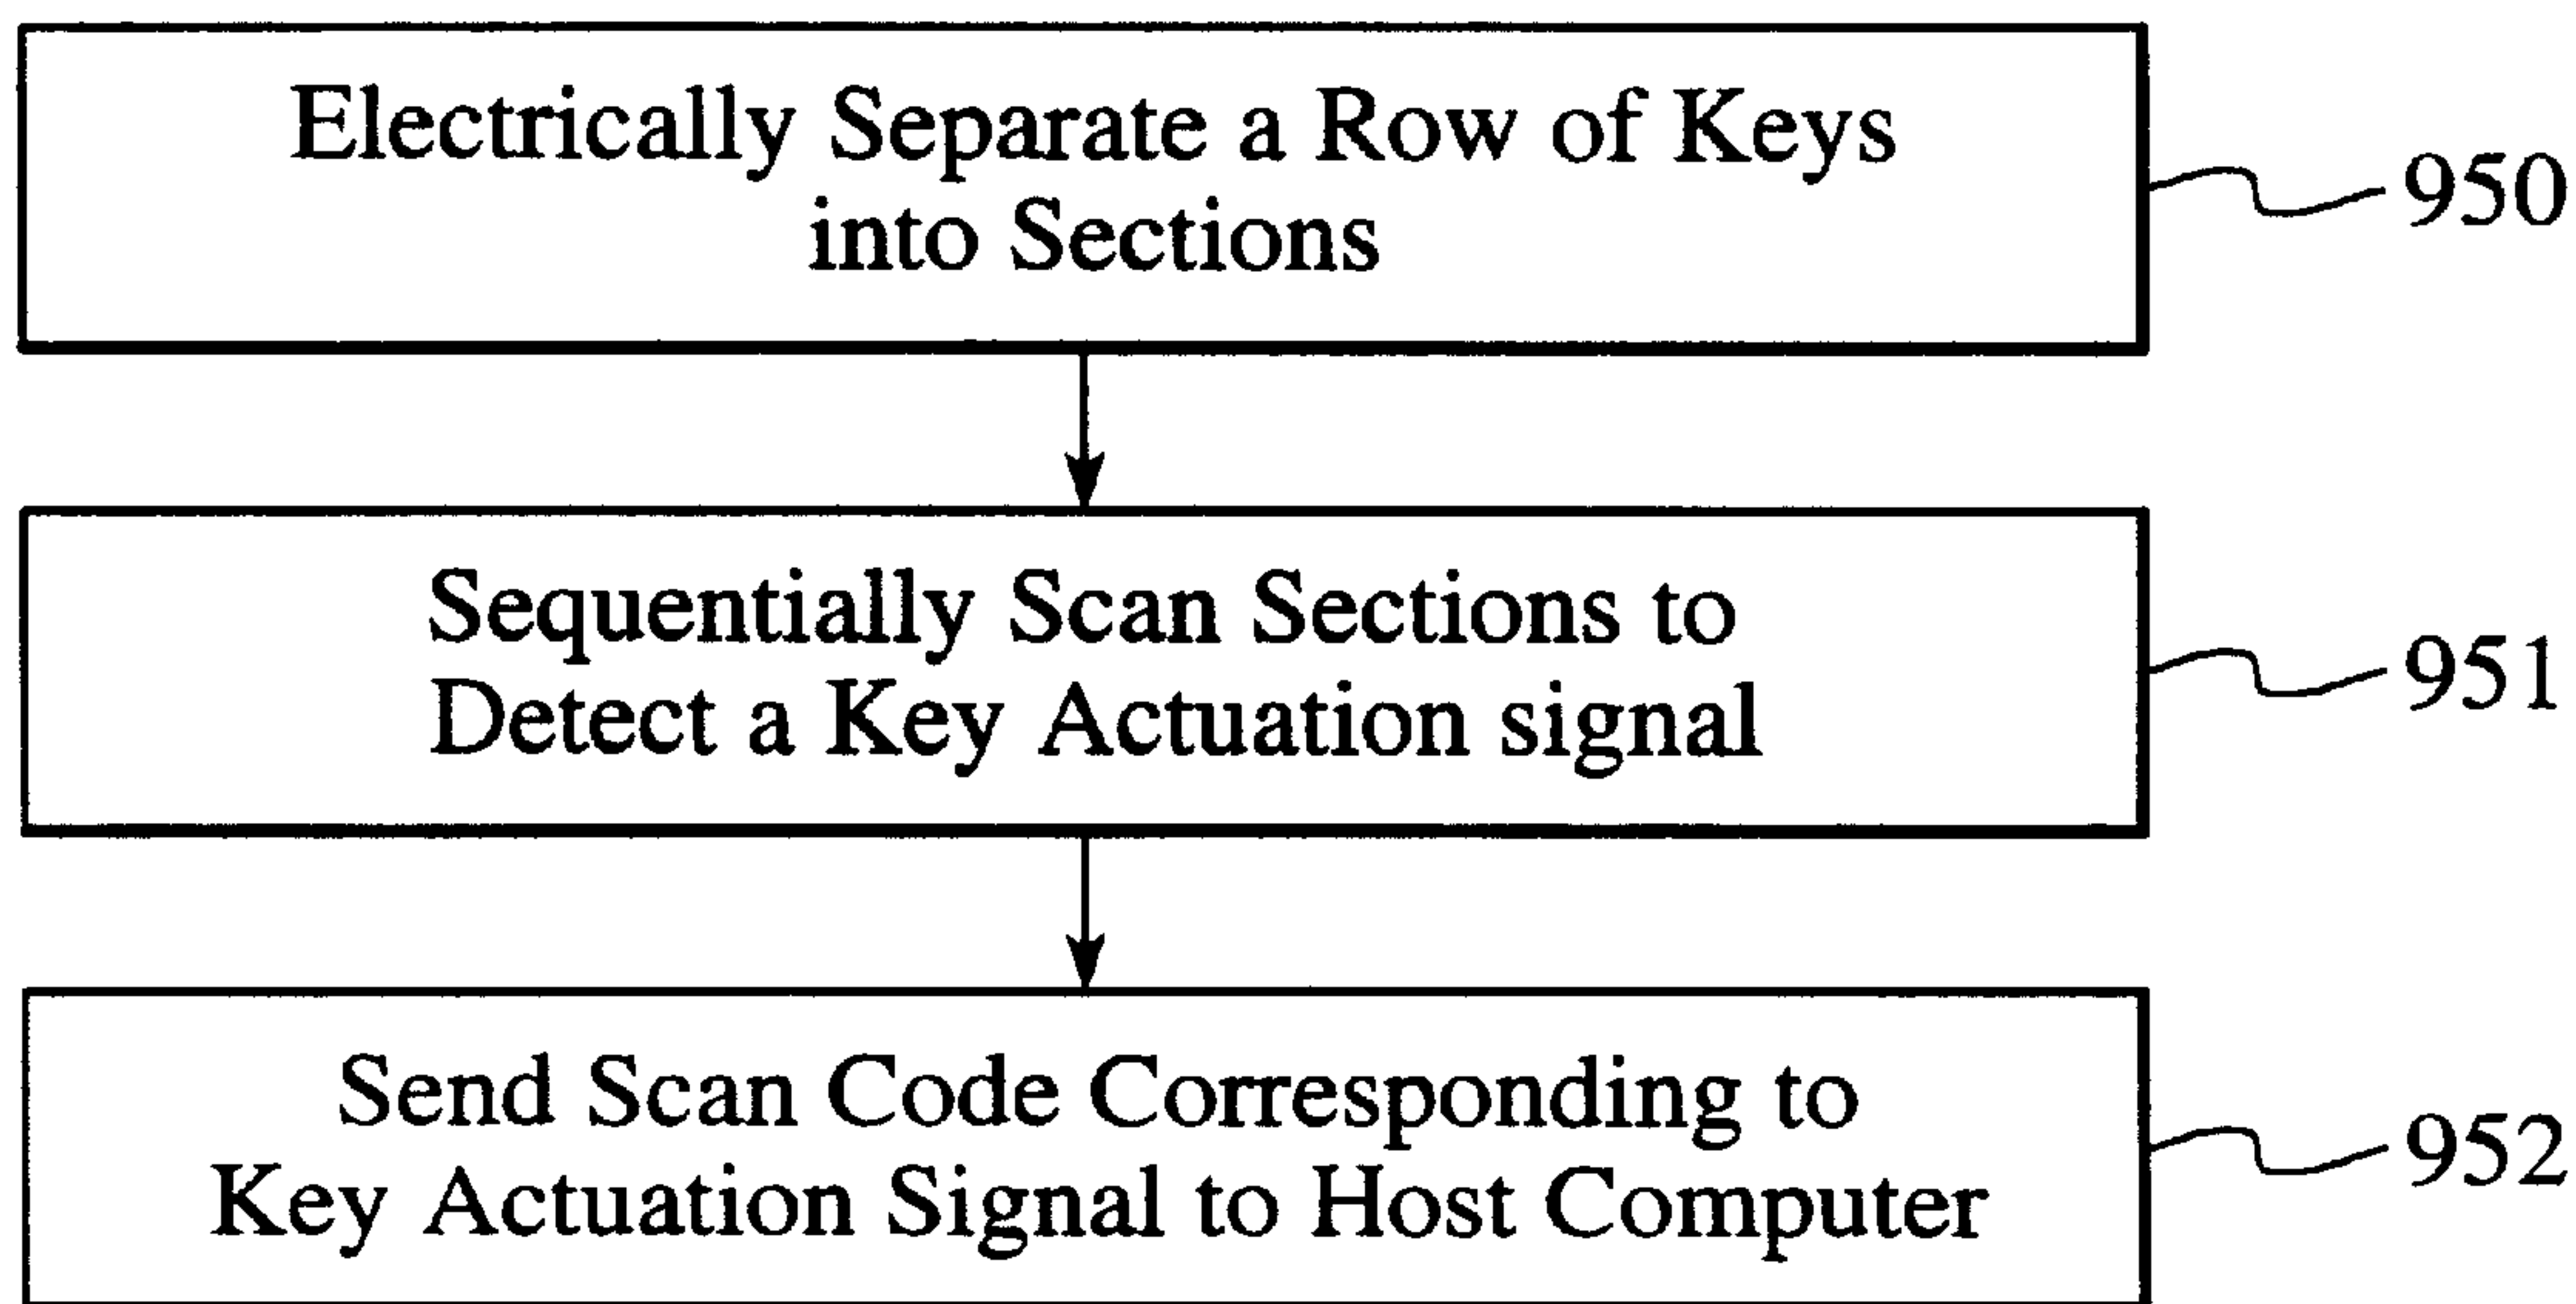 Electrically Separate a Row of Keys
into Sections
950
Sequentially Scan Sections to
Detect a Key Actuation signal
951
Send Scan Code Corresponding to
Key Actuation Signal to Host Computer
952